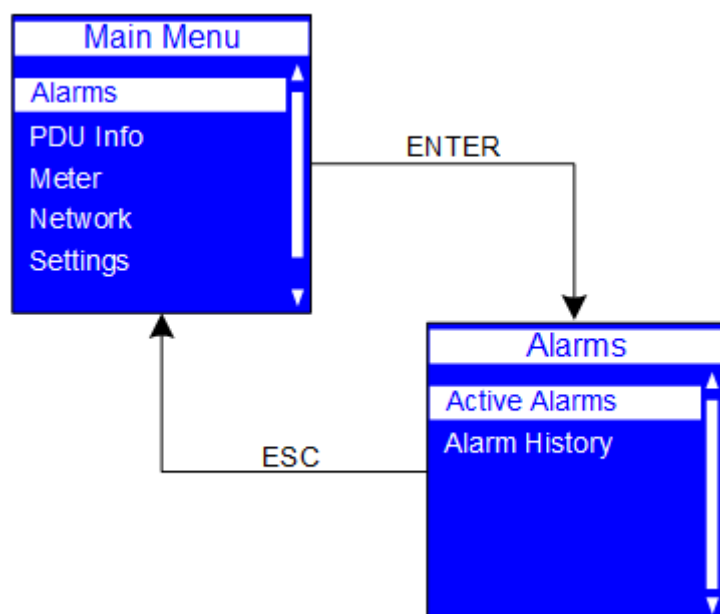 Main Menu
Alarms
PDU Info
Meter
Network
Settings
ENTER
Alarms
Active Alarms
Alarm History
ESC